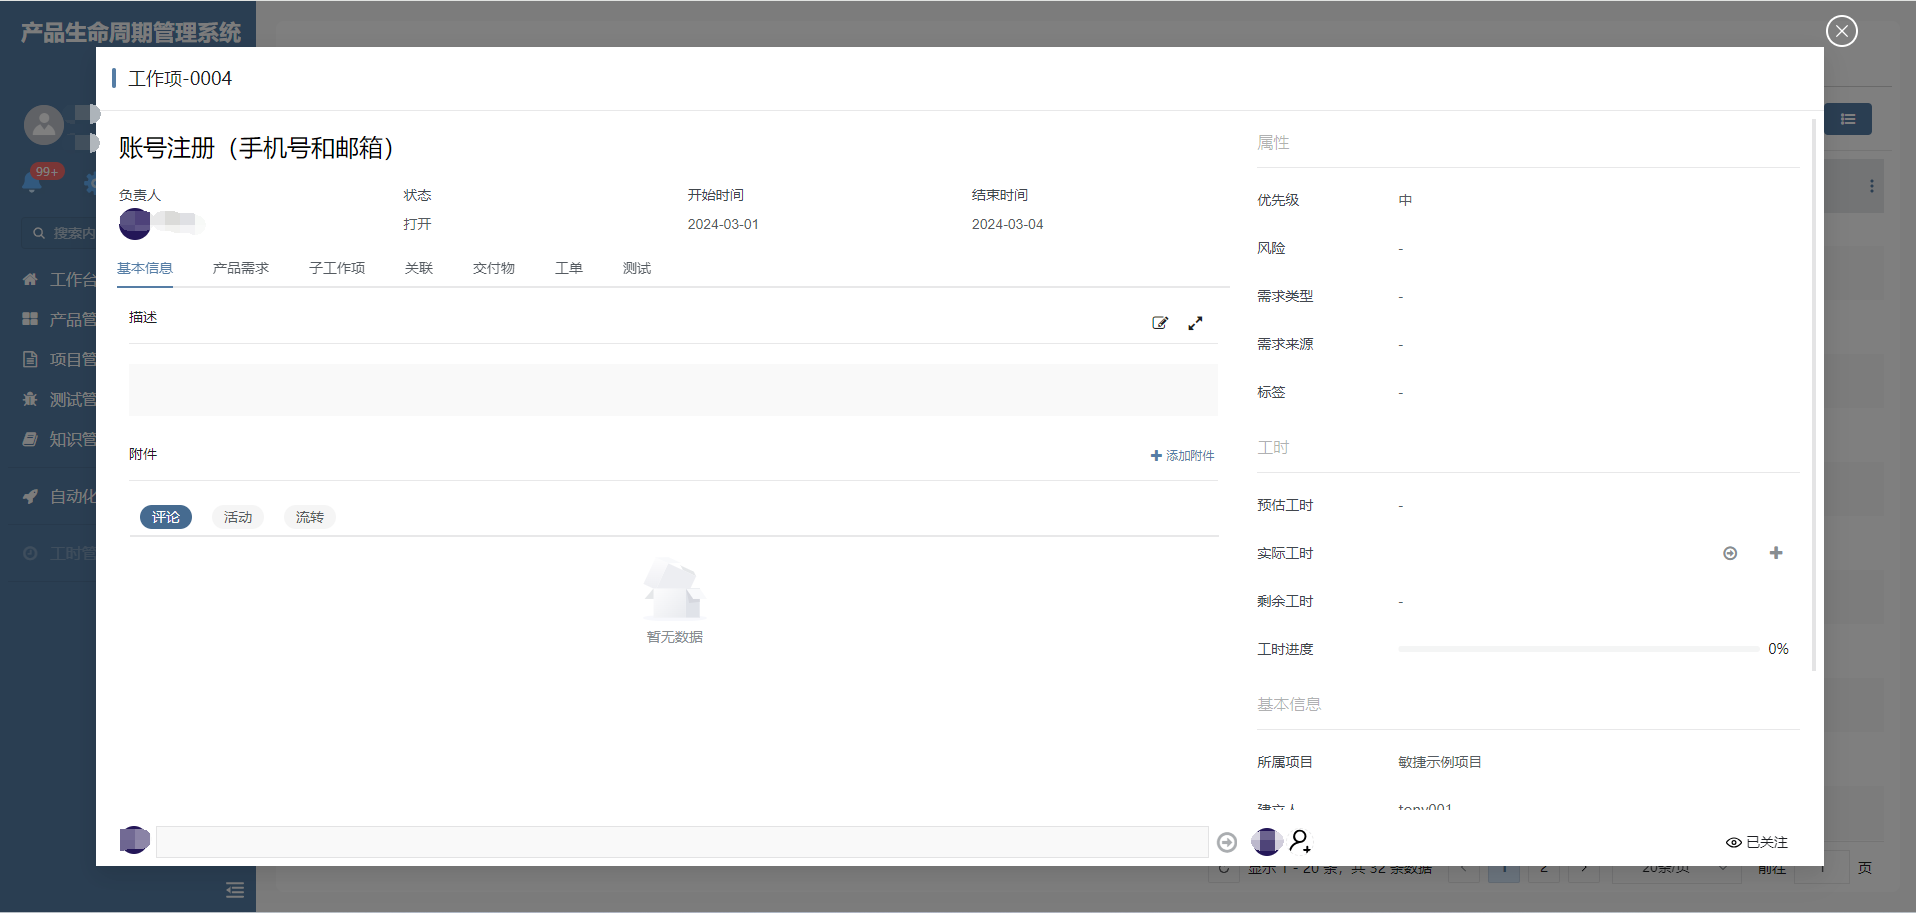 产品生命周期管理系统
99+
搜索内
工作台
产品管
项目管
测试管
知识管
自动化
工时管
工作项-0004
账号注册（手机号和邮箱）
负责人
状态
打开
开始时间
2024-03-01
结束时间
2024-03-04
基本信息 产品需求 子工作项 关联 交付物 工单 测试
描述
附件
添加附件
评论 活动 流转
暂无数据
属性
优先级 中
风险 -
需求类型 -
需求来源 -
标签 -
工时
预估工时 -
实际工时
剩余工时 -
工时进度 0%
基本信息
所属项目 敏捷示例项目
建立人 tony001
已关注
显示 1 - 20 条，共 32 条数据 1 2 20条/页 前往 1 页